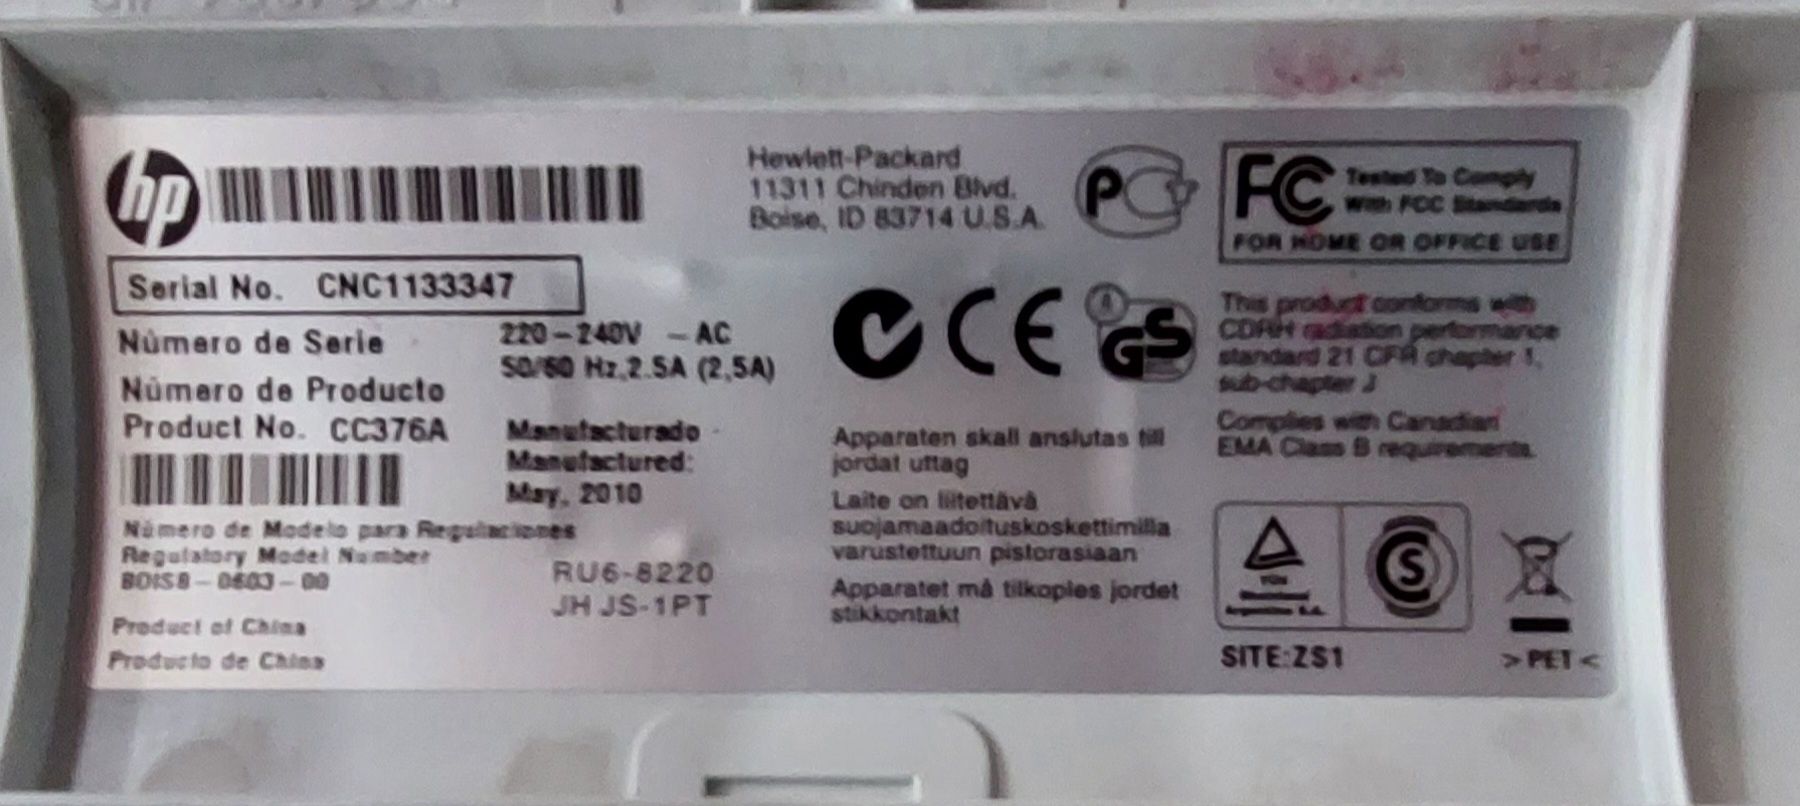 hp
Serial No. CNC1133347
Número de Serie
220-240V ~ AC
50/60 Hz, 2.5A (2,5A)
Número de Producto
Product No. CC376A
Manufacturado
Manufactured:
May, 2010
Número de Modelo para Regulaciones
Regulatory Model Number
BOISB-0603-00
RU6-8220
JH JS-1PT
Product of China
Producto de China
Hewlett-Packard
11311 Chinden Blvd.
Boise, ID 83714 U.S.A.
Apparaten skall anslutas till
jordat uttag
Laite on liitettävä
suojamaadoituskoskettimilla
varustettuun pistorasiaan
Apparatet må tilkoples jordet
stikkontakt
FC Tested To Comply
With FCC Standards
FOR HOME OR OFFICE USE
CE
GS
This product conforms with
CDRH radiation performance
standard 21 CFR chapter 1,
sub-chapter J
Complies with Canadian
EMA Class B requirements.
TÜV
S
SITE:ZS1
>PET<